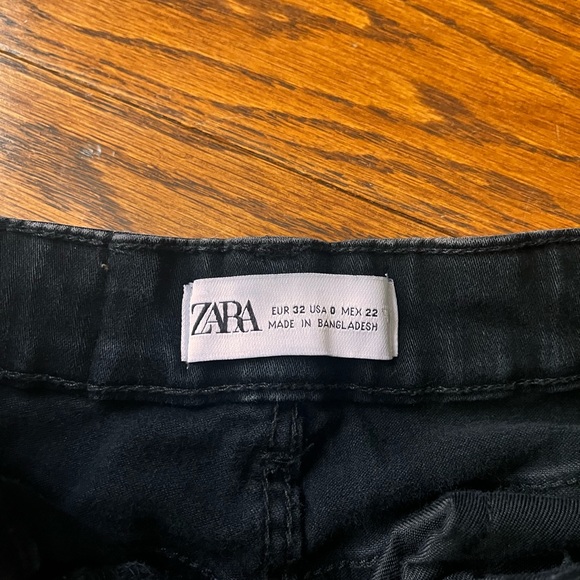 ZARA
EUR 32 USA 0 MEX 22
MADE IN BANGLADESH